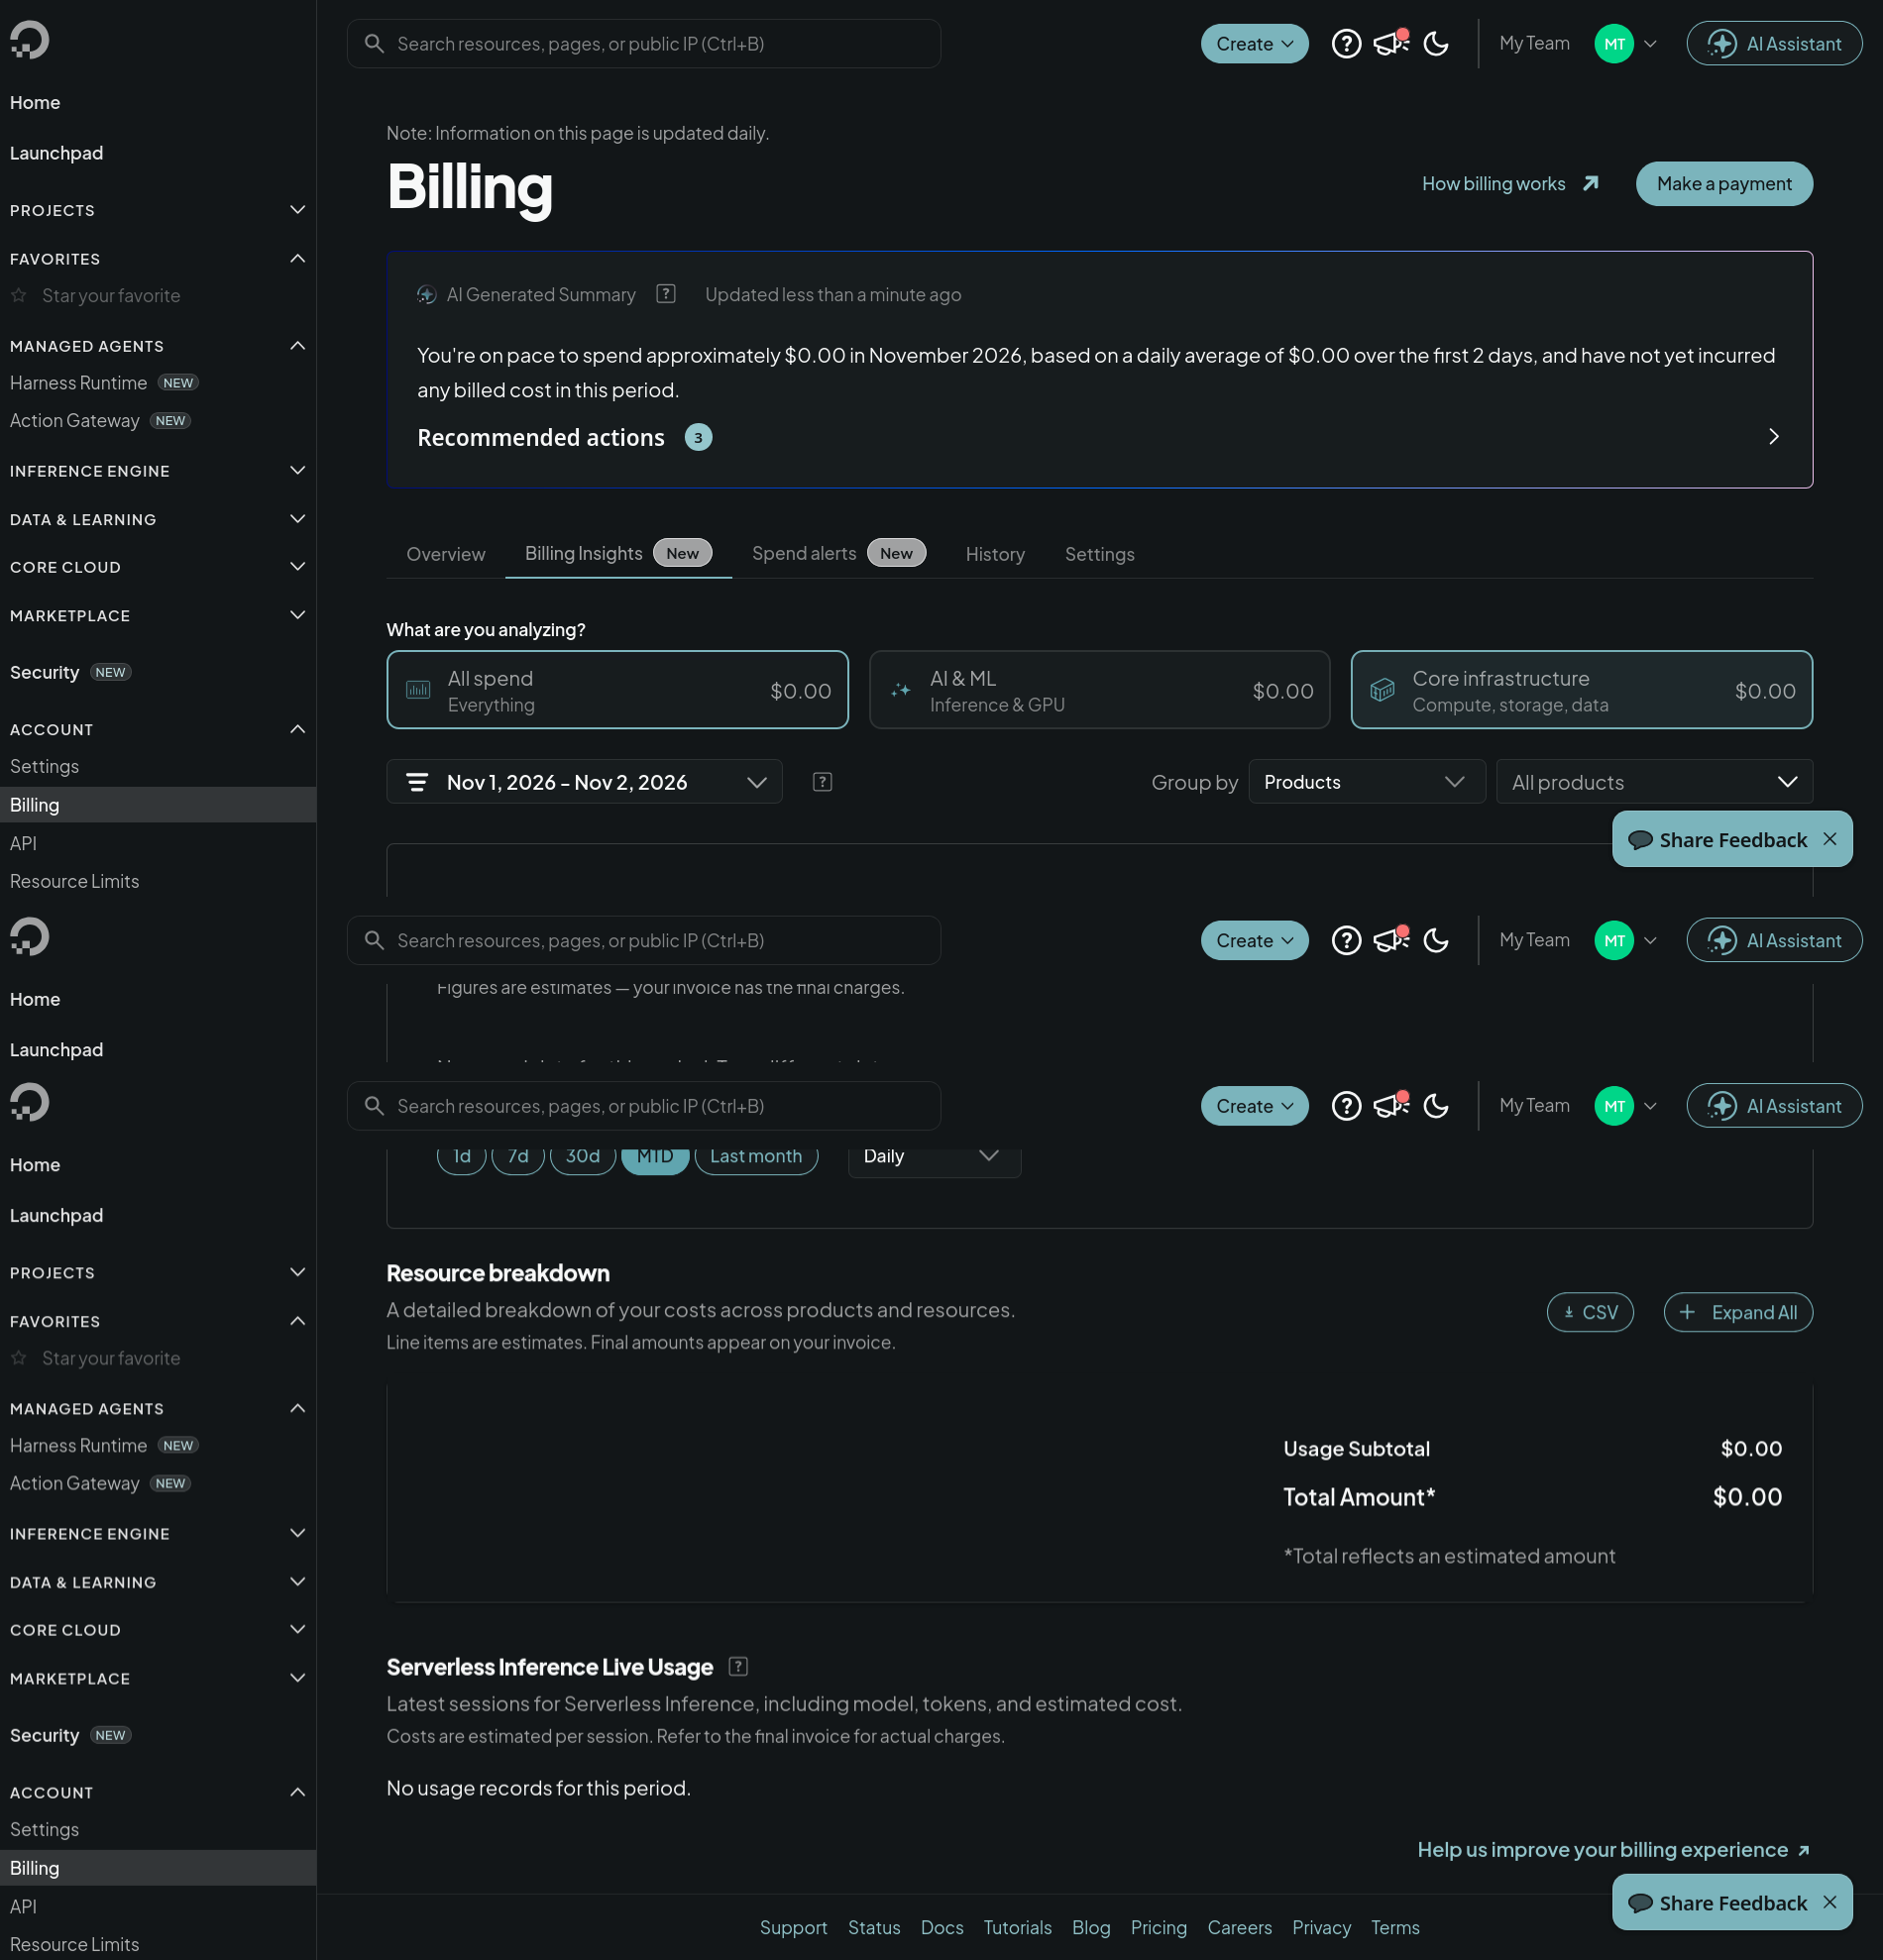 Search resources, pages, or public IP (Ctrl+B)
Create
My Team
MT
AI Assistant
Home
Launchpad
PROJECTS
FAVORITES
Star your favorite
MANAGED AGENTS
Harness Runtime NEW
Action Gateway NEW
INFERENCE ENGINE
DATA & LEARNING
CORE CLOUD
MARKETPLACE
Security NEW
ACCOUNT
Settings
Billing
API
Resource Limits
Note: Information on this page is updated daily.
Billing
How billing works
Make a payment
AI Generated Summary ? Updated less than a minute ago
You're on pace to spend approximately $0.00 in November 2026, based on a daily average of $0.00 over the first 2 days, and have not yet incurred
any billed cost in this period.
Recommended actions 3
Overview Billing Insights New Spend alerts New History Settings
What are you analyzing?
All spend
Everything
$0.00
AI & ML
Inference & GPU
$0.00
Core infrastructure
Compute, storage, data
$0.00
Nov 1, 2026 - Nov 2, 2026 ?
Group by Products All products
Share Feedback
Home
Launchpad
Search resources, pages, or public IP (Ctrl+B)
Create
My Team
MT
AI Assistant
Figures are estimates — your invoice has the final charges.
Search resources, pages, or public IP (Ctrl+B)
Create
My Team
MT
AI Assistant
Home
Launchpad
PROJECTS
FAVORITES
Star your favorite
MANAGED AGENTS
Harness Runtime NEW
Action Gateway NEW
INFERENCE ENGINE
DATA & LEARNING
CORE CLOUD
MARKETPLACE
Security NEW
ACCOUNT
Settings
Billing
API
Resource Limits
1d 7d 30d MTD Last month Daily
Resource breakdown
A detailed breakdown of your costs across products and resources.
Line items are estimates. Final amounts appear on your invoice.
CSV
Expand All
Usage Subtotal $0.00
Total Amount* $0.00
*Total reflects an estimated amount
Serverless Inference Live Usage ?
Latest sessions for Serverless Inference, including model, tokens, and estimated cost.
Costs are estimated per session. Refer to the final invoice for actual charges.
No usage records for this period.
Help us improve your billing experience
Share Feedback
Support Status Docs Tutorials Blog Pricing Careers Privacy Terms